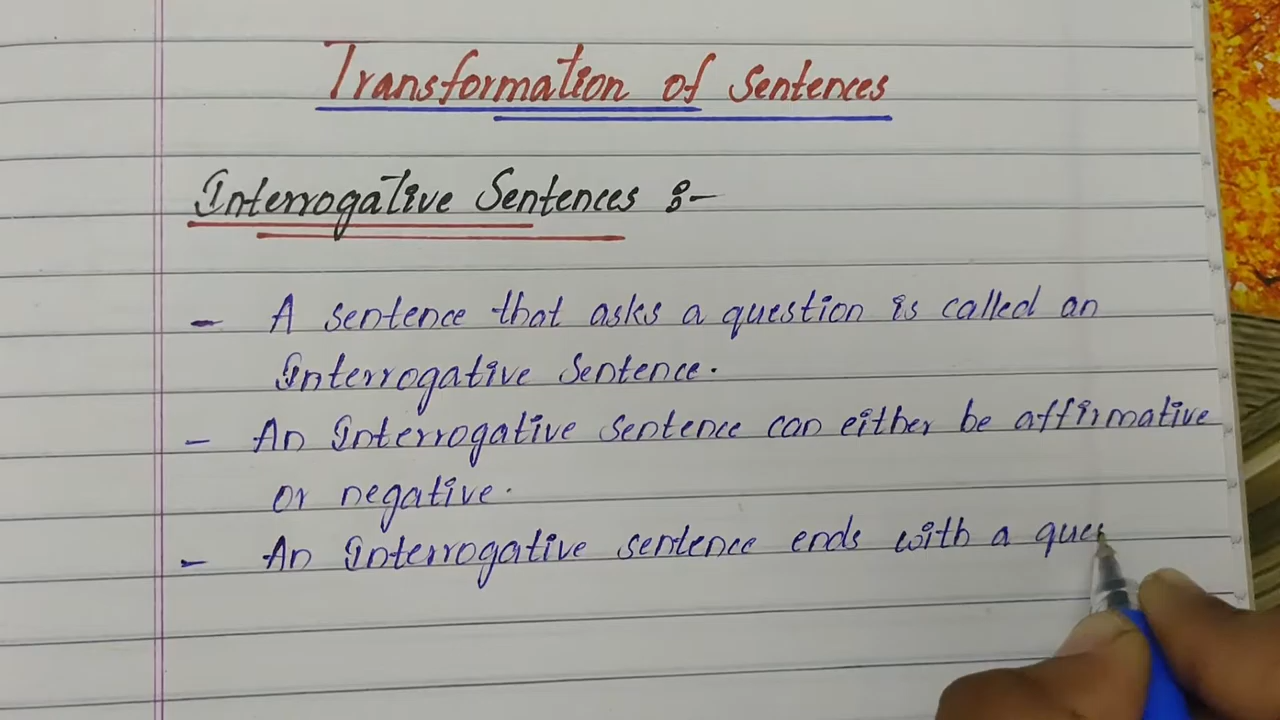 Transformation of Sentences
Interrogative Sentences :-
- A sentence that asks a question is called an
Interrogative Sentence.
- An Interrogative sentence can either be affirmative
or negative.
- An Interrogative sentence ends with a ques